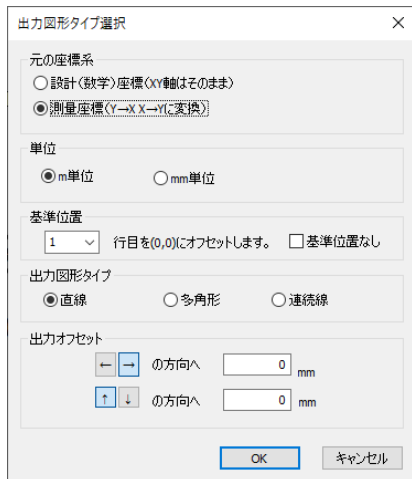 出力図形タイプ選択
元の座標系
設計(数学)座標(XY軸はそのまま)
測量座標(Y→X X→Yに変換)
単位
m単位 mm単位
基準位置
1 行目を(0,0)にオフセットします。 基準位置なし
出力図形タイプ
直線 多角形 連続線
出力オフセット
← → の方向へ 0 mm
↑ ↓ の方向へ 0 mm
OK キャンセル